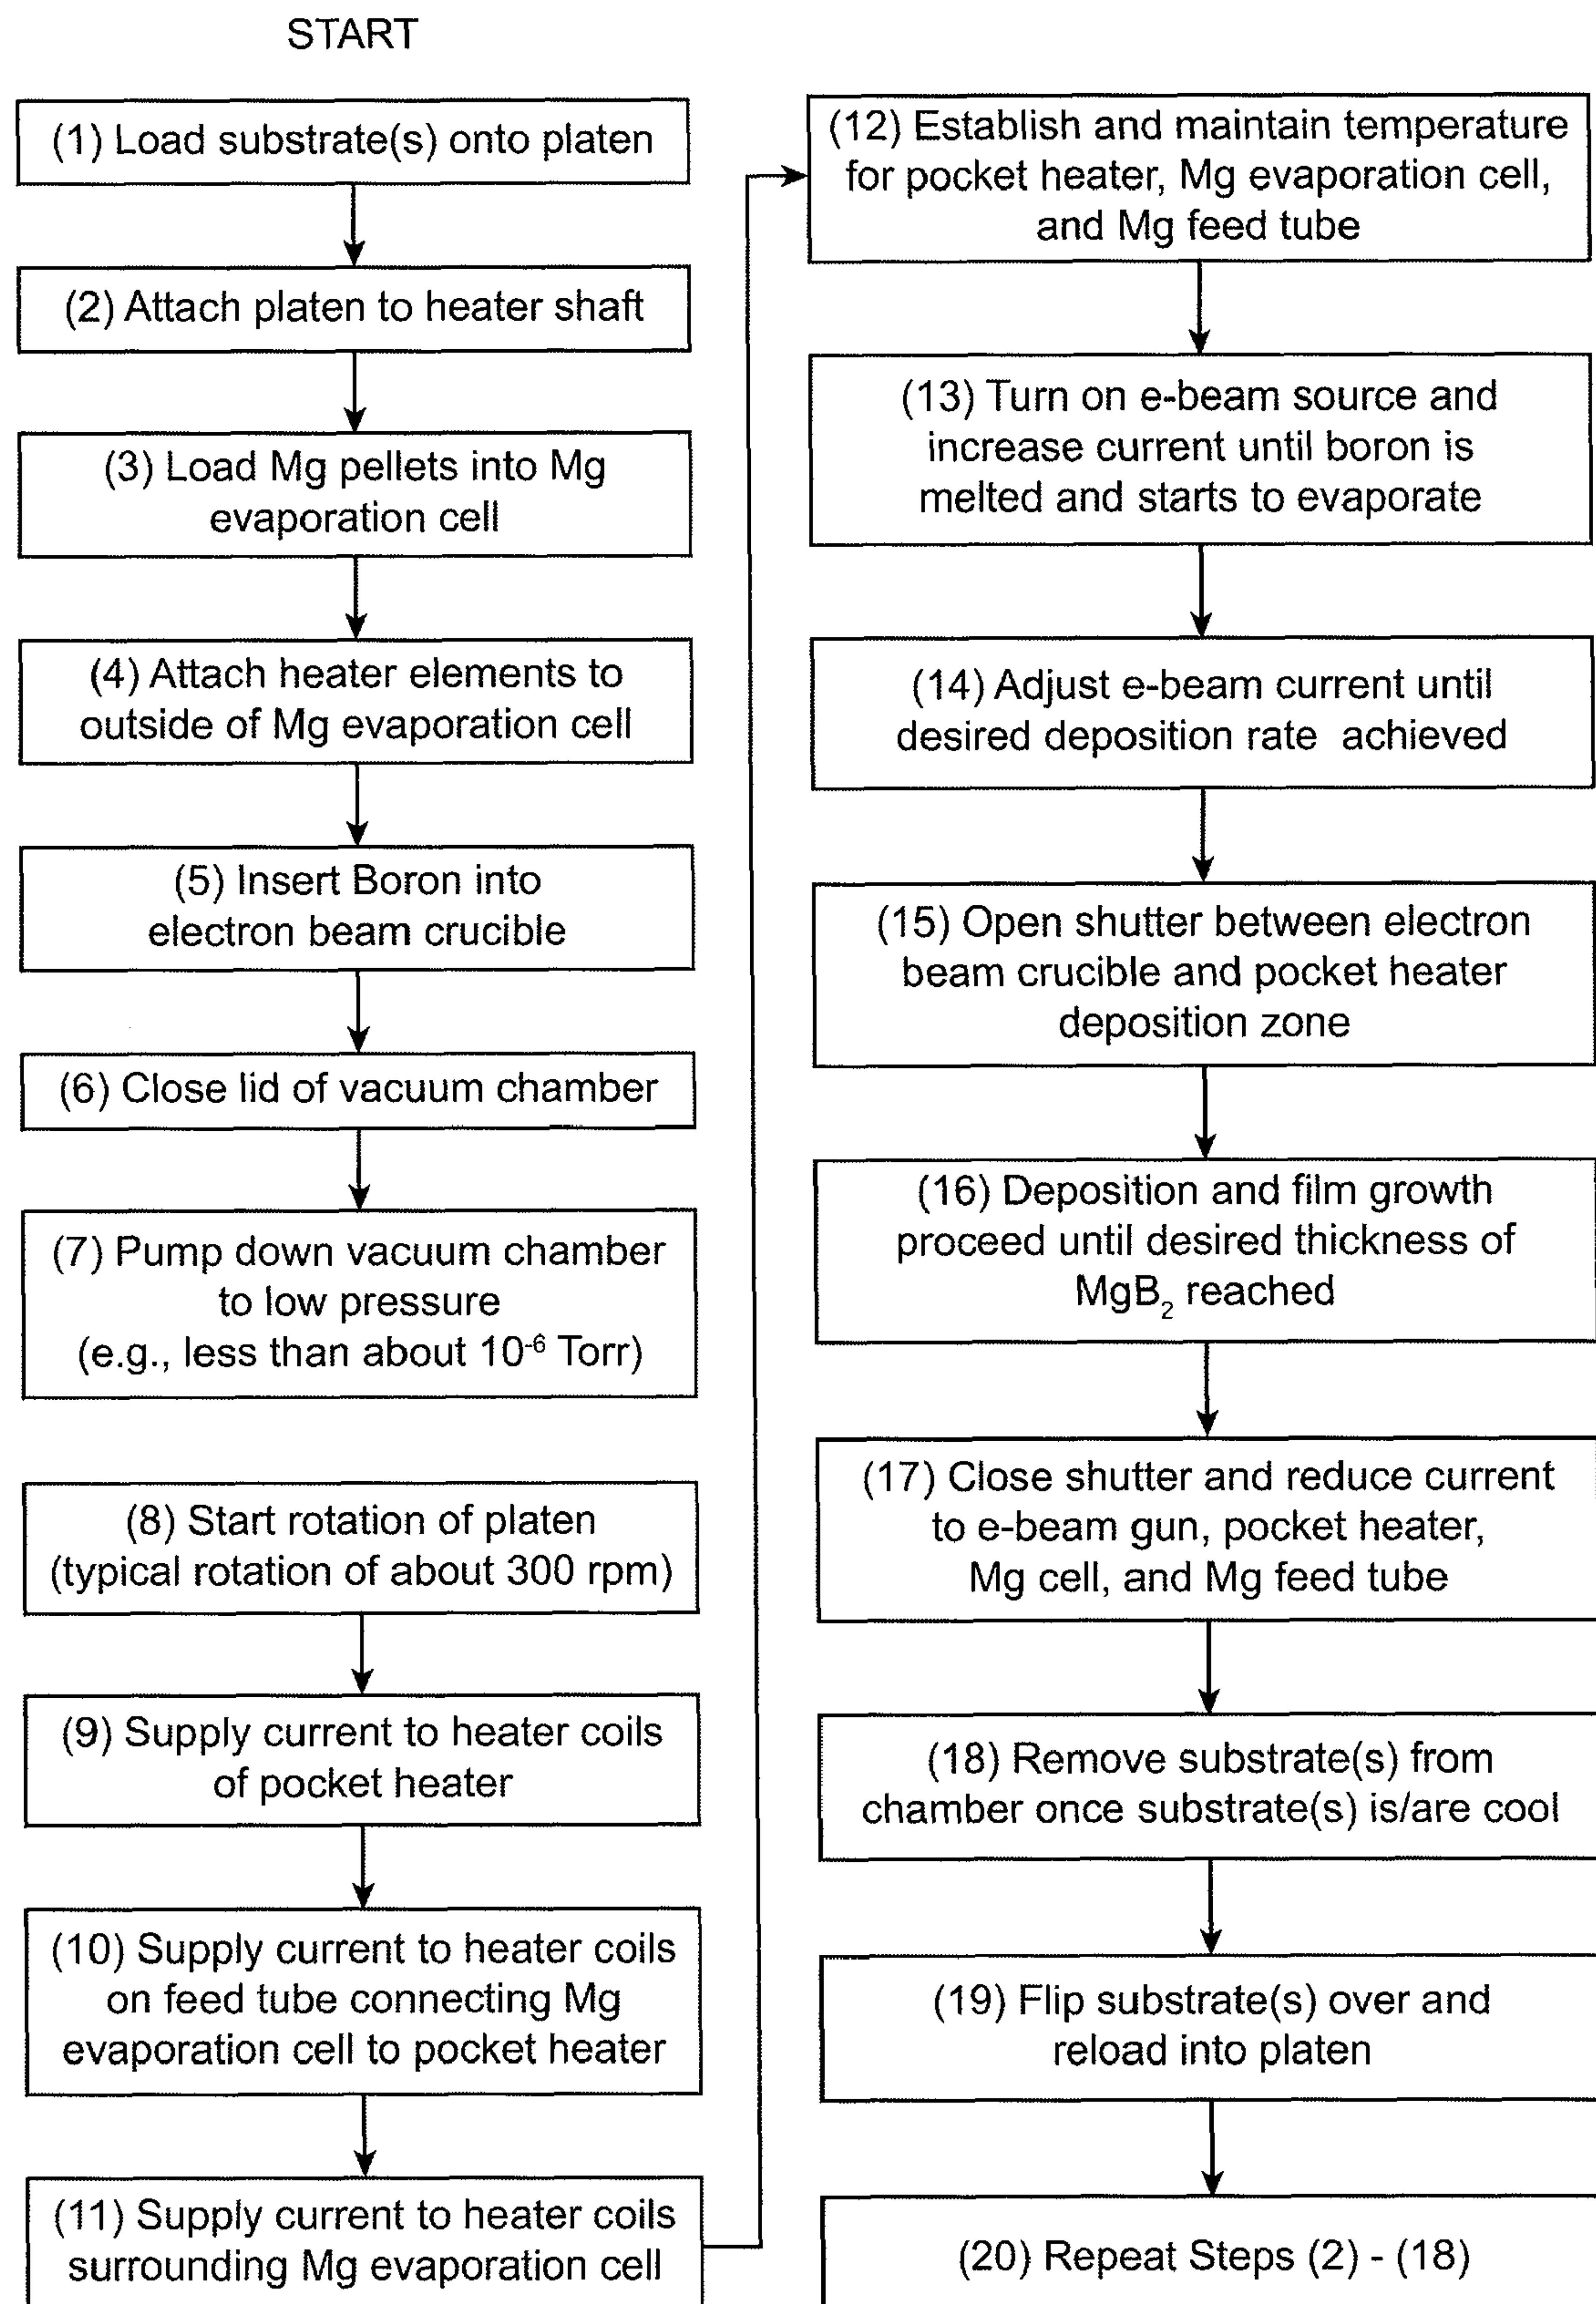 START
(1) Load substrate(s) onto platen
(2) Attach platen to heater shaft
(3) Load Mg pellets into Mg
evaporation cell
(4) Attach heater elements to
outside of Mg evaporation cell
(5) Insert Boron into
electron beam crucible
(6) Close lid of vacuum chamber
(7) Pump down vacuum chamber
to low pressure
(e.g., less than about 10⁻⁶ Torr)
(8) Start rotation of platen
(typical rotation of about 300 rpm)
(9) Supply current to heater coils
of pocket heater
(10) Supply current to heater coils
on feed tube connecting Mg
evaporation cell to pocket heater
(11) Supply current to heater coils
surrounding Mg evaporation cell
(12) Establish and maintain temperature
for pocket heater, Mg evaporation cell,
and Mg feed tube
(13) Turn on e-beam source and
increase current until boron is
melted and starts to evaporate
(14) Adjust e-beam current until
desired deposition rate achieved
(15) Open shutter between electron
beam crucible and pocket heater
deposition zone
(16) Deposition and film growth
proceed until desired thickness of
MgB₂ reached
(17) Close shutter and reduce current
to e-beam gun, pocket heater,
Mg cell, and Mg feed tube
(18) Remove substrate(s) from
chamber once substrate(s) is/are cool
(19) Flip substrate(s) over and
reload into platen
(20) Repeat Steps (2) - (18)